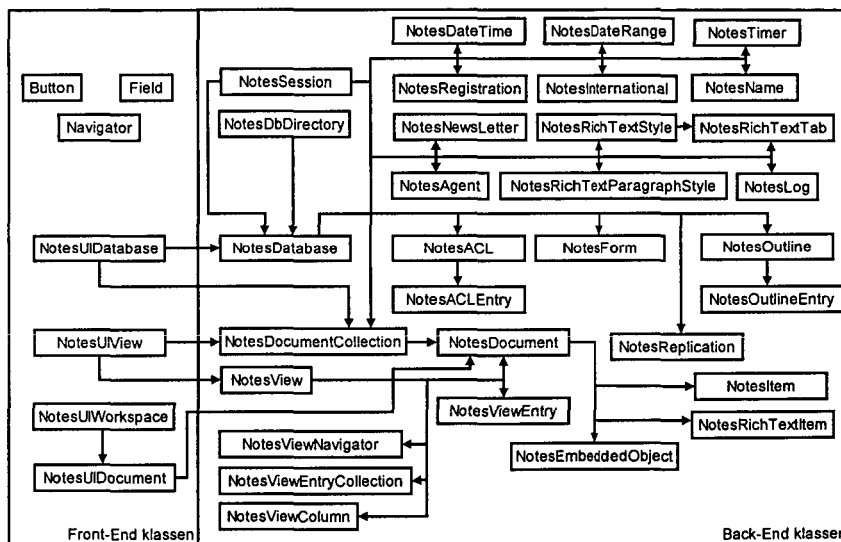 NotesDateTime
NotesDateRange
NotesTimer
NotesSession
Button
Field
NotesRegistration
NotesInternational
NotesName
Navigator
NotesDbDirectory
NotesNewsLetter
NotesRichTextStyle
NotesRichTextTab
NotesAgent
NotesRichTextParagraphStyle
NotesLog
NotesUIDatabase
NotesDatabase
NotesACL
NotesForm
NotesOutline
NotesACLEntry
NotesOutlineEntry
NotesUIView
NotesDocumentCollection
NotesDocument
NotesReplication
NotesView
NotesItem
NotesUIWorkspace
NotesViewEntry
NotesRichTextItem
NotesViewNavigator
NotesEmbeddedObject
NotesUIDocument
NotesViewEntryCollection
NotesViewColumn
Front-End klassen
Back-End klassen